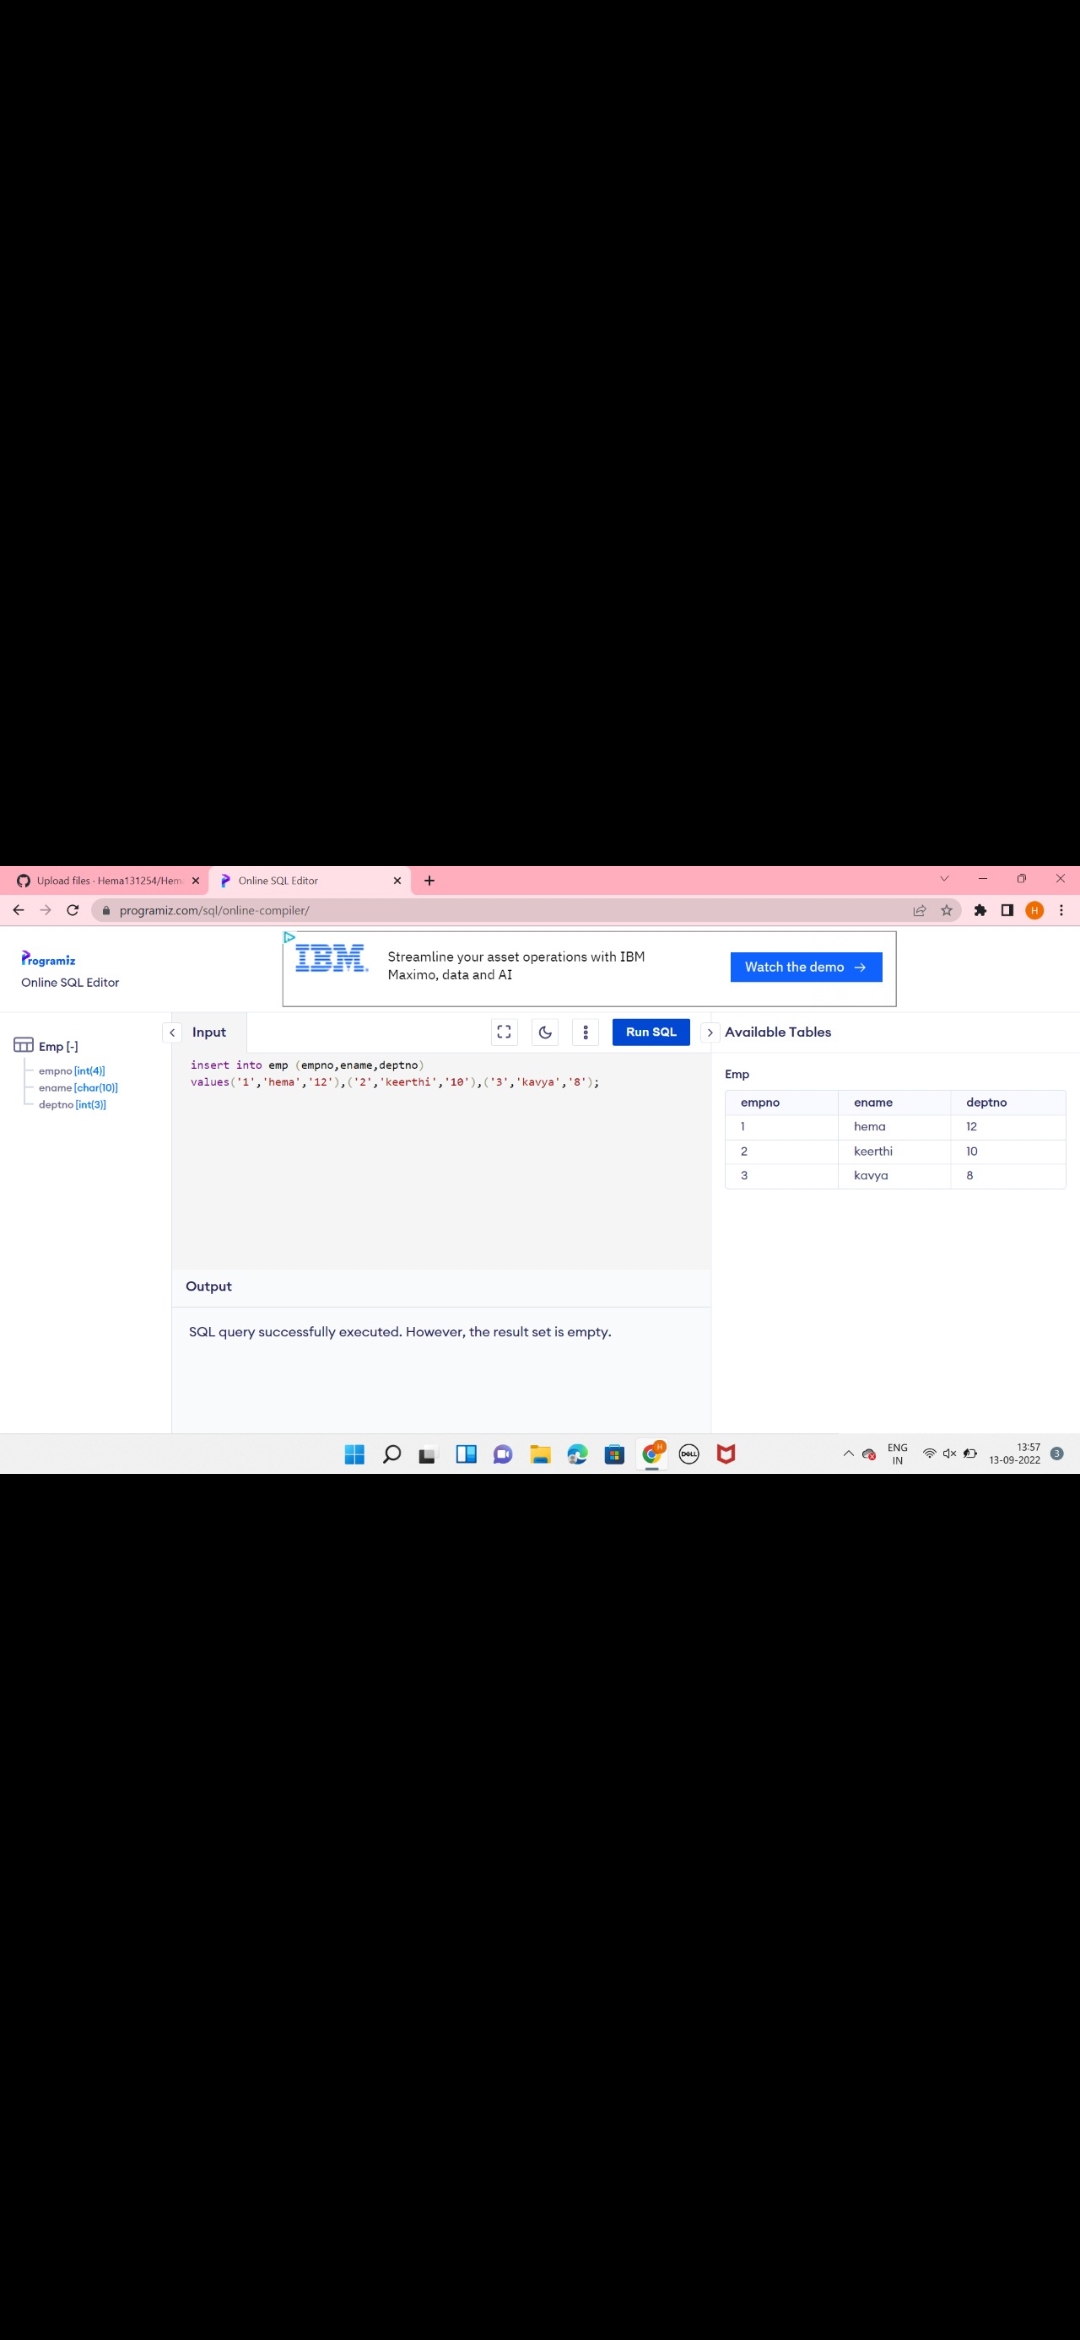 Upload files · Hema131254/Hem
Online SQL Editor
programiz.com/sql/online-compiler/
H
Programiz
Online SQL Editor
IBM.
Streamline your asset operations with IBM
Maximo, data and AI
Watch the demo →
Emp [-]
empno [int(4)]
ename [char(10)]
deptno [int(3)]
Input
Run SQL
insert into emp (empno,ename,deptno)
values('1','hema','12'),('2','keerthi','10'),('3','kavya','8');
Output
SQL query successfully executed. However, the result set is empty.
Available Tables
Emp
empno ename deptno
1 hema 12
2 keerthi 10
3 kavya 8
H
DELL
ENG
IN
13:57
13-09-2022
3